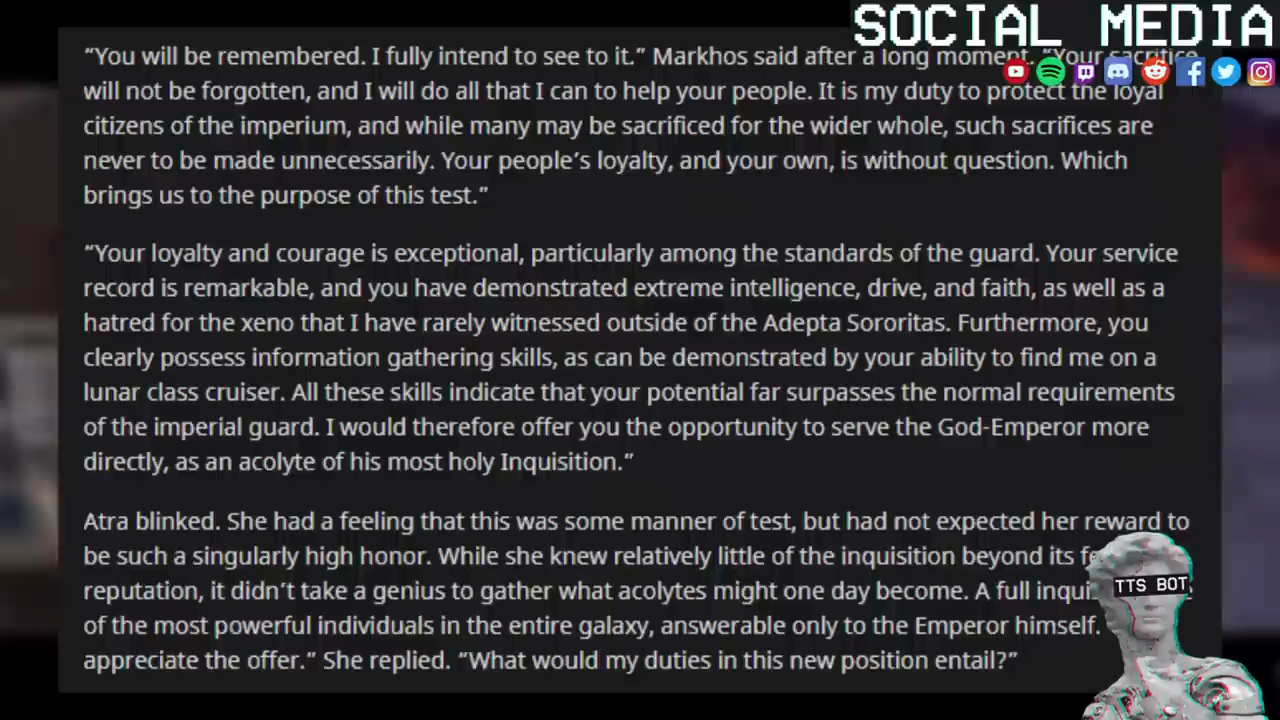 SOCIAL MEDIA
“You will be remembered. I fully intend to see to it.” Markhos said after a long moment. “Your sacrifice
will not be forgotten, and I will do all that I can to help your people. It is my duty to protect the loyal
citizens of the imperium, and while many may be sacrificed for the wider whole, such sacrifices are
never to be made unnecessarily. Your people’s loyalty, and your own, is without question. Which
brings us to the purpose of this test.”
“Your loyalty and courage is exceptional, particularly among the standards of the guard. Your service
record is remarkable, and you have demonstrated extreme intelligence, drive, and faith, as well as a
hatred for the xeno that I have rarely witnessed outside of the Adepta Sororitas. Furthermore, you
clearly possess information gathering skills, as can be demonstrated by your ability to find me on a
lunar class cruiser. All these skills indicate that your potential far surpasses the normal requirements
of the imperial guard. I would therefore offer you the opportunity to serve the God-Emperor more
directly, as an acolyte of his most holy Inquisition.”
Atra blinked. She had a feeling that this was some manner of test, but had not expected her reward to
be such a singularly high honor. While she knew relatively little of the inquisition beyond its
reputation, it didn’t take a genius to gather what acolytes might one day become. A full
of the most powerful individuals in the entire galaxy, answerable only to the Emperor himself.
appreciate the offer.” She replied. “What would my duties in this new position entail?”
TTS BOT